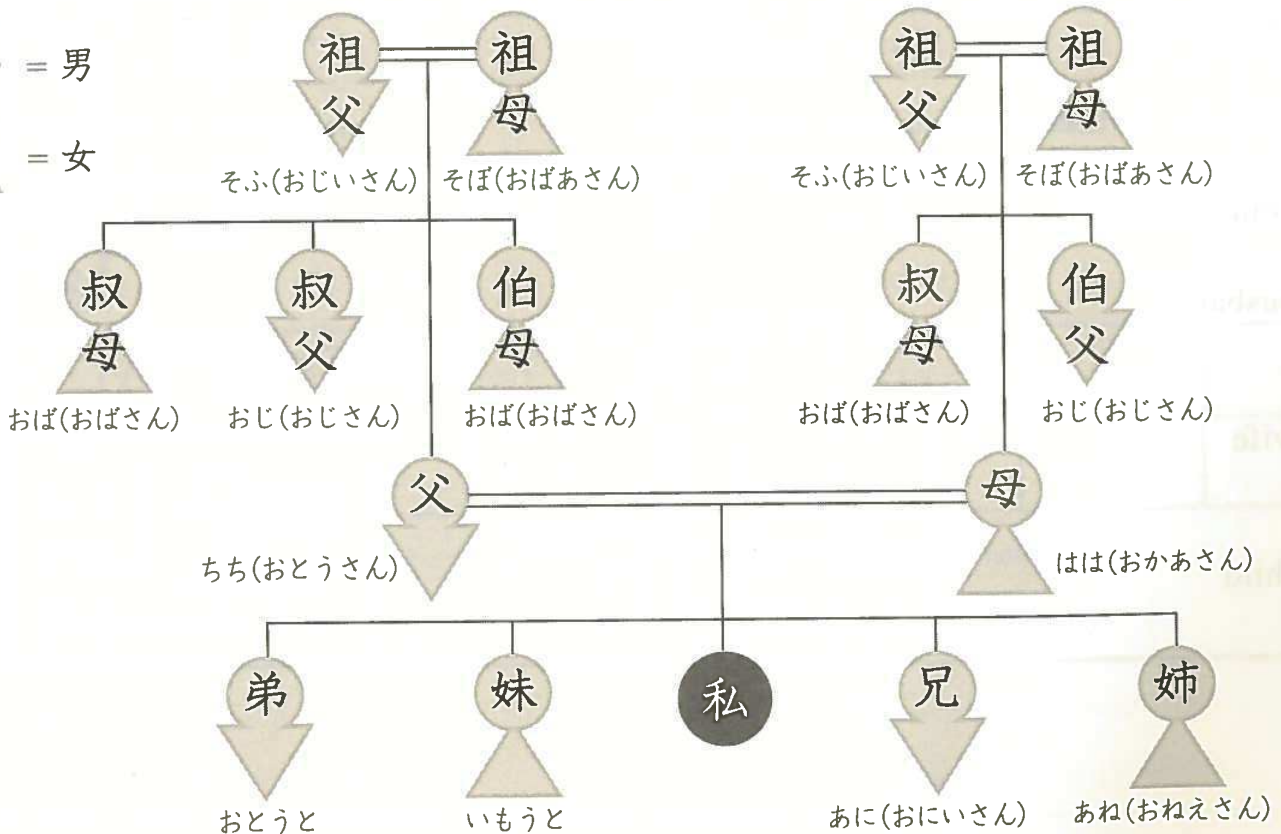 = 男
= 女
祖父 祖母 祖父 祖母
そふ(おじいさん) そぼ(おばあさん) そふ(おじいさん) そぼ(おばあさん)
叔母 叔父 伯母 叔母 伯父
おば(おばさん) おじ(おじさん) おば(おばさん) おば(おばさん) おじ(おじさん)
父 母
ちち(おとうさん) はは(おかあさん)
弟 妹 私 兄 姉
おとうと いもうと あに(おにいさん) あね(おねえさん)